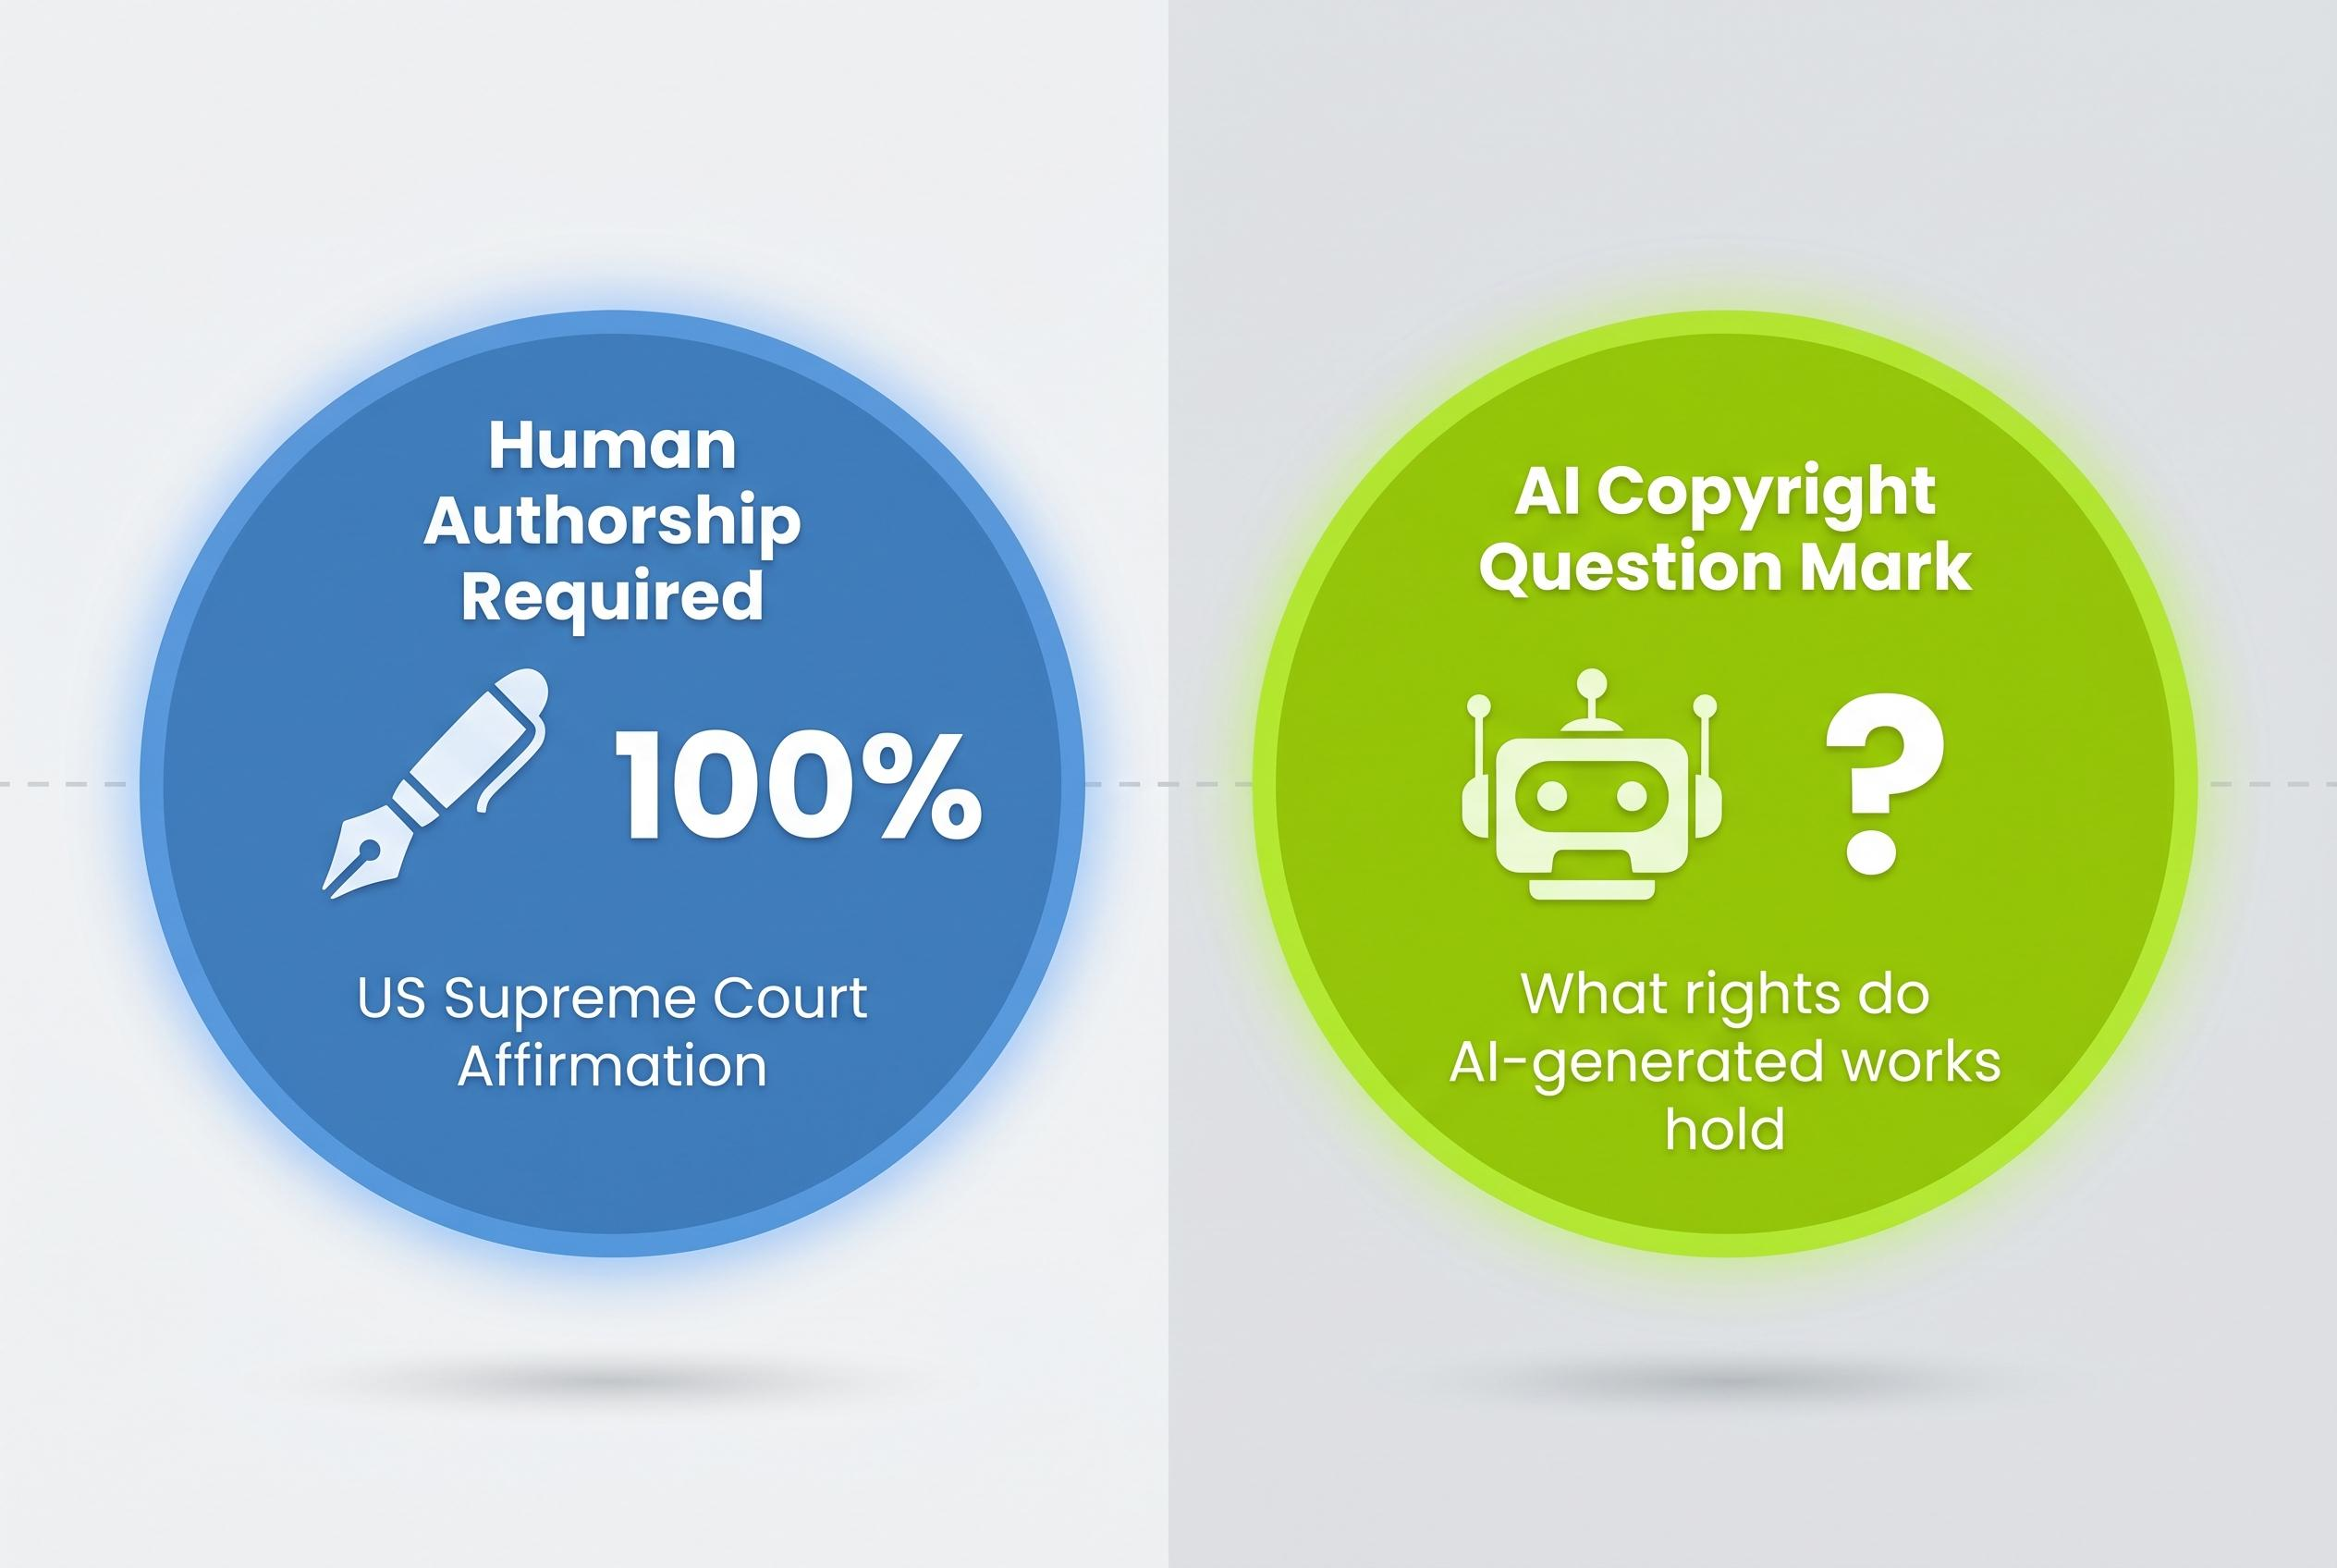 Human
Authorship
Required
100%
US Supreme Court
Affirmation
AI Copyright
Question Mark
?
What rights do
AI-generated works
hold